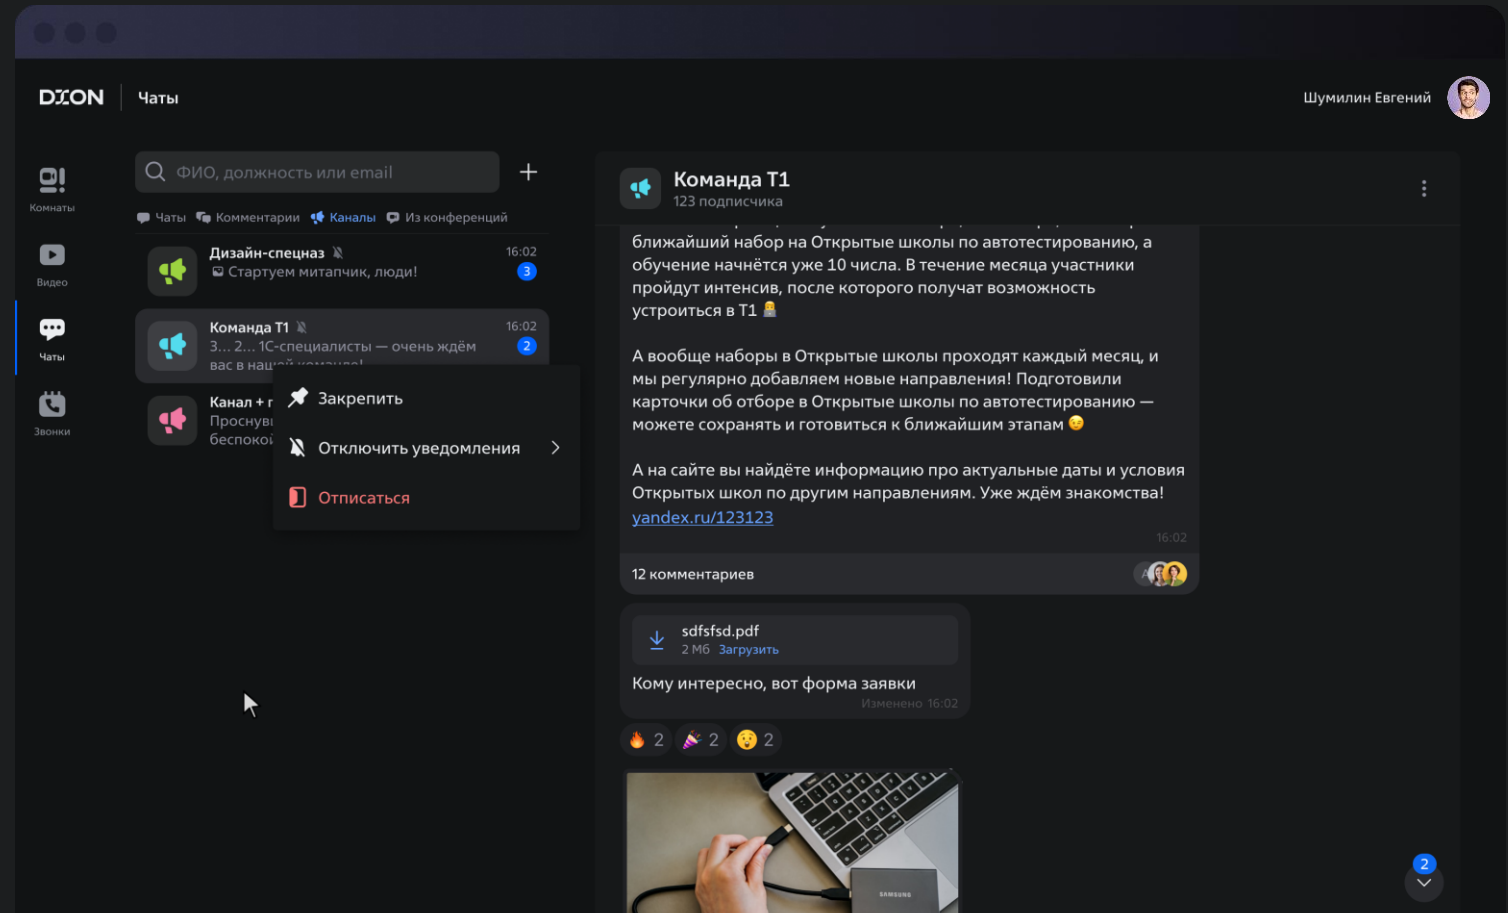 DION
Чаты
Шумилин Евгений
Комнаты
Видео
Чаты
Звонки
ФИО, должность или email
Чаты Комментарии Каналы Из конференций
Дизайн-спецназ 16:02
Стартуем митапчик, люди! 3
Команда Т1 16:02
3... 2... 1С-специалисты — очень ждём 2
вас в нашей команде!
Канал +
Проснув
беспокой
Закрепить
Отключить уведомления
Отписаться
Команда Т1
123 подписчика
ближайший набор на Открытые школы по автотестированию, а
обучение начнётся уже 10 числа. В течение месяца участники
пройдут интенсив, после которого получат возможность
устроиться в Т1
А вообще наборы в Открытые школы проходят каждый месяц, и
мы регулярно добавляем новые направления! Подготовили
карточки об отборе в Открытые школы по автотестированию —
можете сохранять и готовиться к ближайшим этапам 😉
А на сайте вы найдёте информацию про актуальные даты и условия
Открытых школ по другим направлениям. Уже ждём знакомства!
yandex.ru/123123
16:02
12 комментариев
A
sdfsfsd.pdf
2 Мб Загрузить
Кому интересно, вот форма заявки
Изменено 16:02
🔥 2 🎉 2 😲 2
SAMSUNG
2